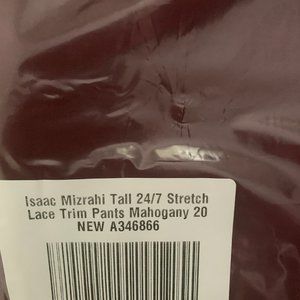 Isaac Mizrahi Tall 24/7 Stretch
Lace Trim Pants Mahogany 20
NEW A346866